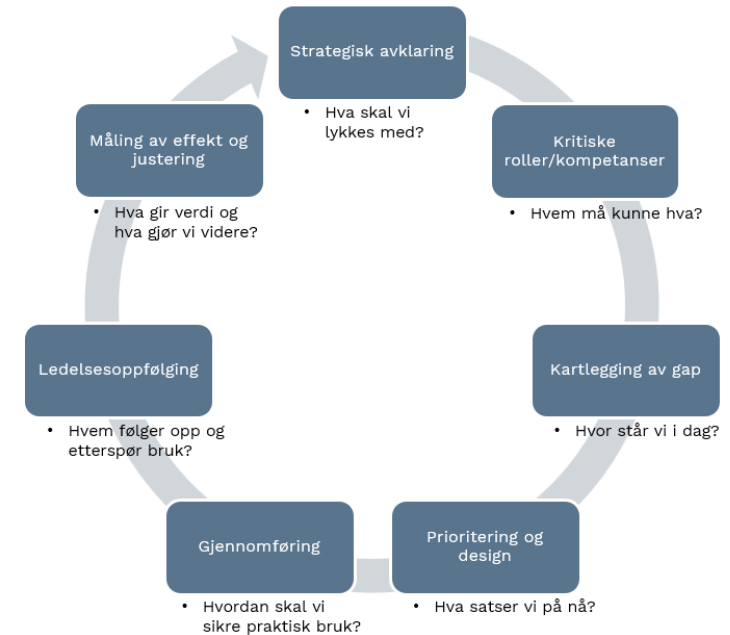 Strategisk avklaring
• Hva skal vi
lykkes med?
Kritiske
roller/kompetanser
• Hvem må kunne hva?
Kartlegging av gap
• Hvor står vi i dag?
Prioritering og
design
• Hva satser vi på nå?
Gjennomføring
• Hvordan skal vi
sikre praktisk bruk?
Ledelsesoppfølging
• Hvem følger opp og
etterspør bruk?
Måling av effekt og
justering
• Hva gir verdi og
hva gjør vi videre?